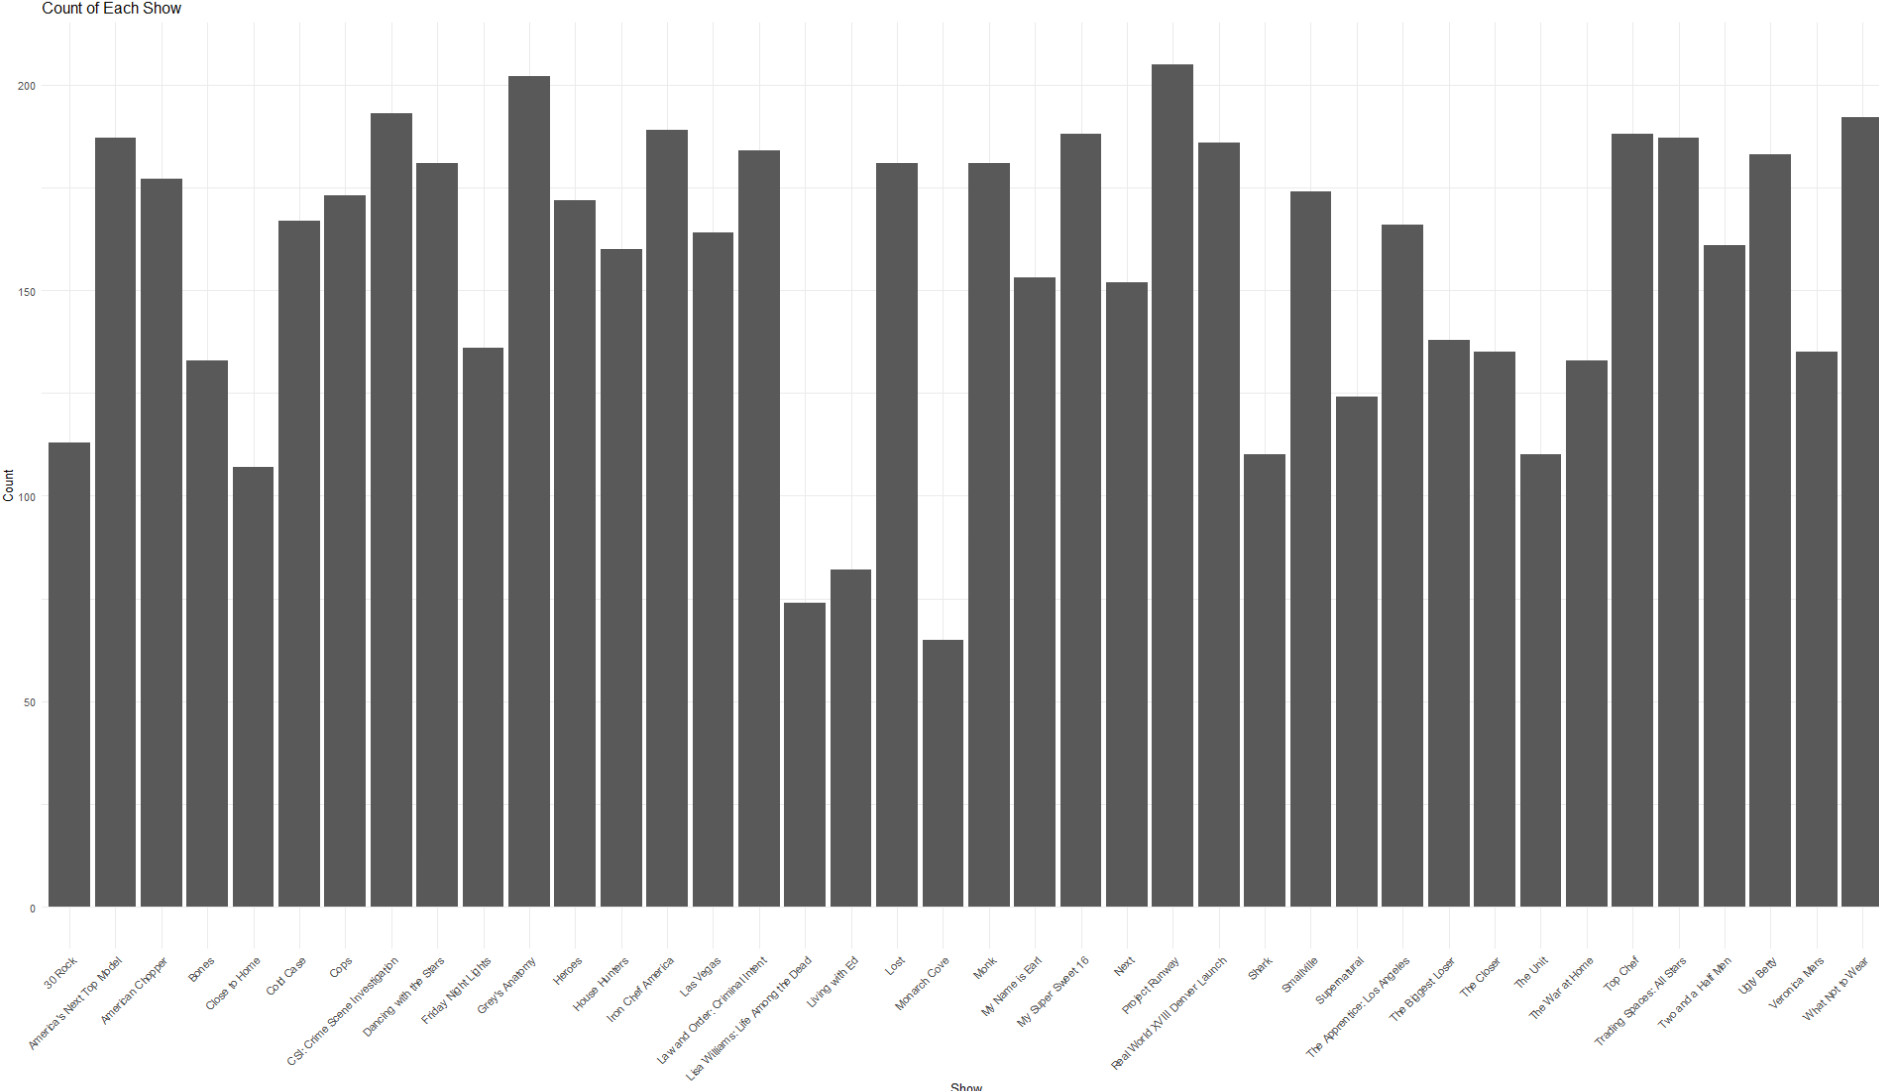 Count of Each Show
Count
200
150
100
50
0
30 Rock
America's Next Top Model
American Chopper
Bones
Close to Home
Cold Case
Cops
CSI: Crime Scene Investigation
Dancing with the Stars
Friday Night Lights
Grey's Anatomy
Heroes
House Hunters
Iron Chef America
Las Vegas
Law and Order: Criminal Intent
Lisa Williams: Life Among the Dead
Living with Ed
Lost
Monarch Cove
Monk
My Name is Earl
My Super Sweet 16
Next
Project Runway
Real World XVIII Denver Launch
Shark
Smallville
Supernatural
The Apprentice: Los Angeles
The Biggest Loser
The Closer
The Unit
The War at Home
Top Chef
Trading Spaces: All Stars
Two and a Half Men
Ugly Betty
Veronica Mars
What Not to Wear
Show